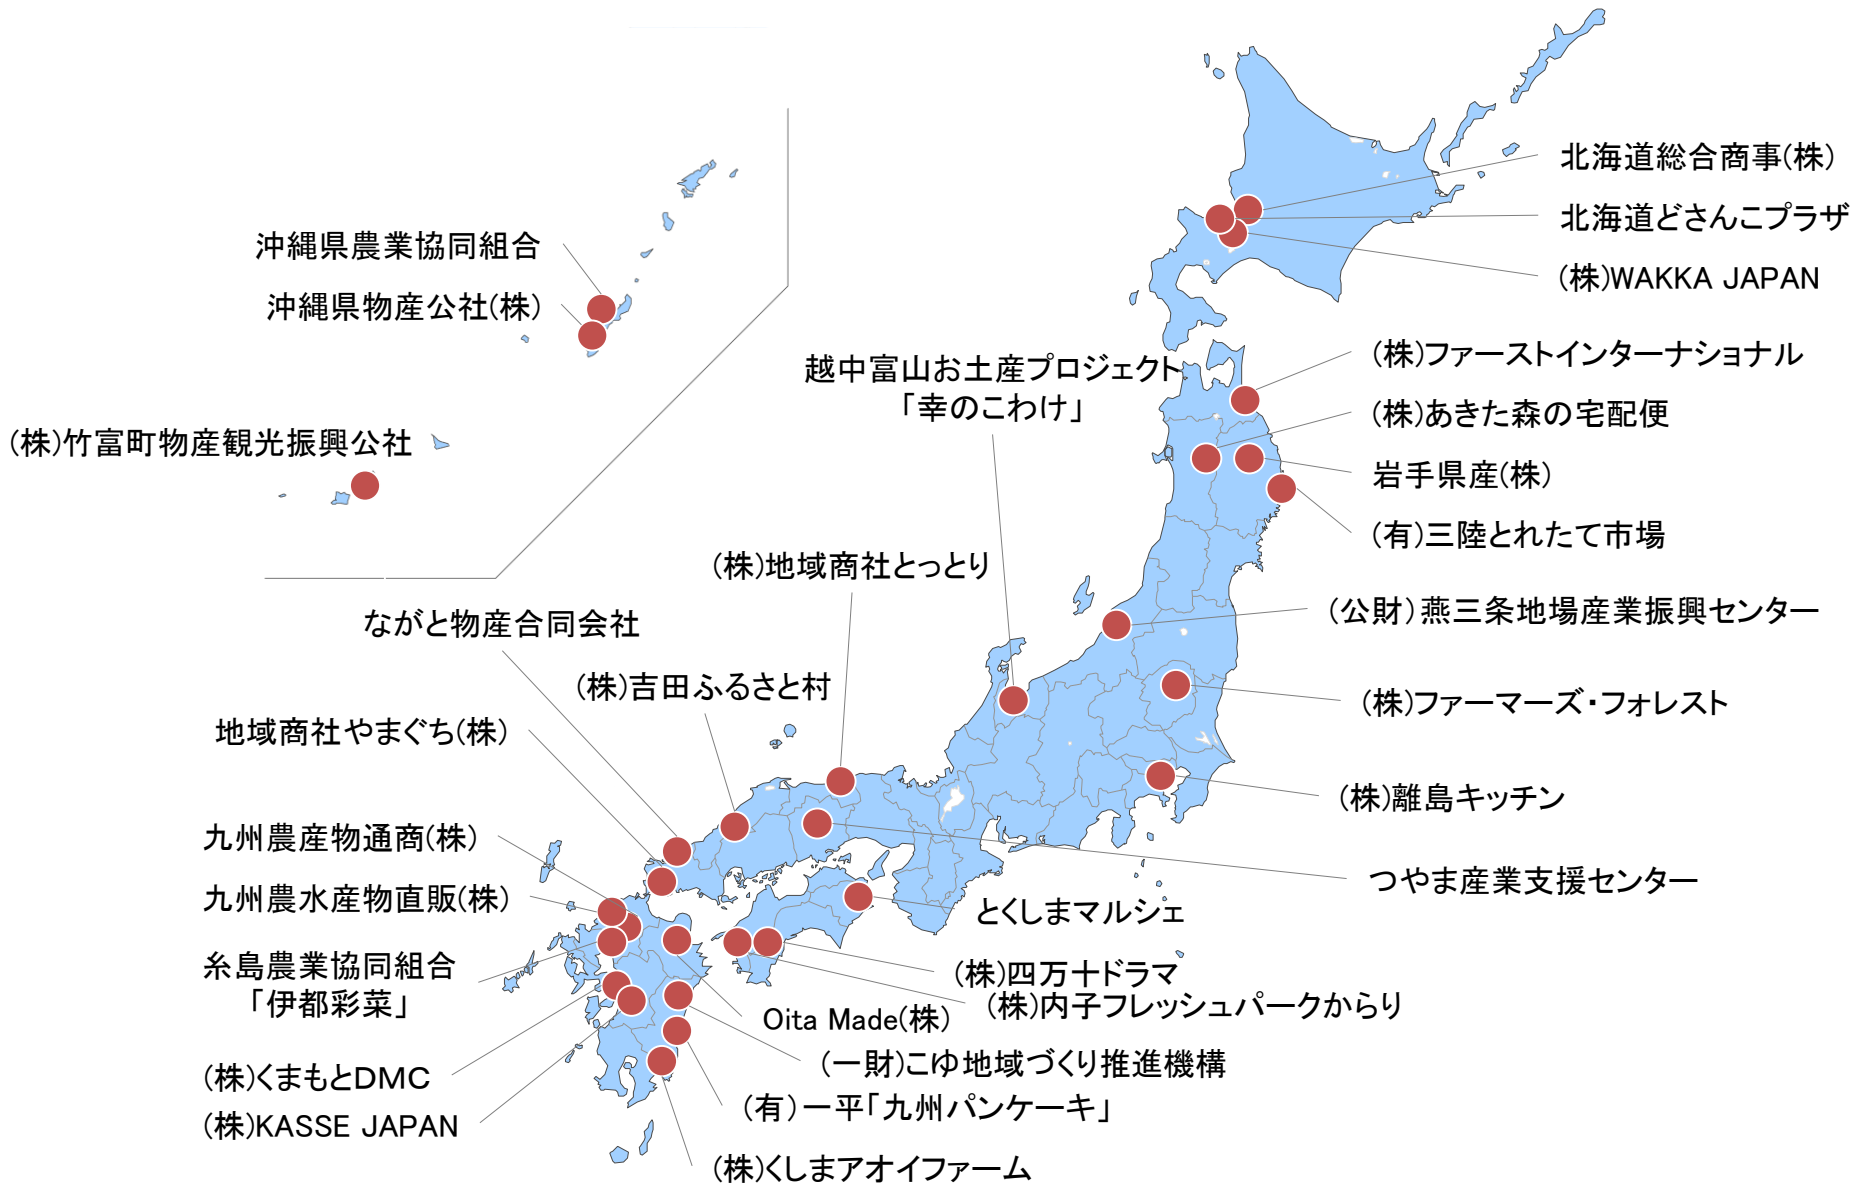 北海道総合商事(株)
北海道どさんこプラザ
(株)WAKKA JAPAN
沖縄県農業協同組合
沖縄県物産公社(株)
(株)竹富町物産観光振興公社
越中富山お土産プロジェクト
「幸のこわけ」
(株)ファーストインターナショナル
(株)あきた森の宅配便
岩手県産(株)
(有)三陸とれたて市場
(株)地域商社とっとり
ながと物産合同会社
(公財)燕三条地場産業振興センター
(株)吉田ふるさと村
(株)ファーマーズ・フォレスト
地域商社やまぐち(株)
(株)離島キッチン
九州農産物通商(株)
つやま産業支援センター
九州農水産物直販(株)
とくしまマルシェ
糸島農業協同組合
「伊都彩菜」
(株)四万十ドラマ
(株)内子フレッシュパークからり
Oita Made(株)
(一財)こゆ地域づくり推進機構
(株)くまもとDMC
(有)一平「九州パンケーキ」
(株)KASSE JAPAN
(株)くしまアオイファーム